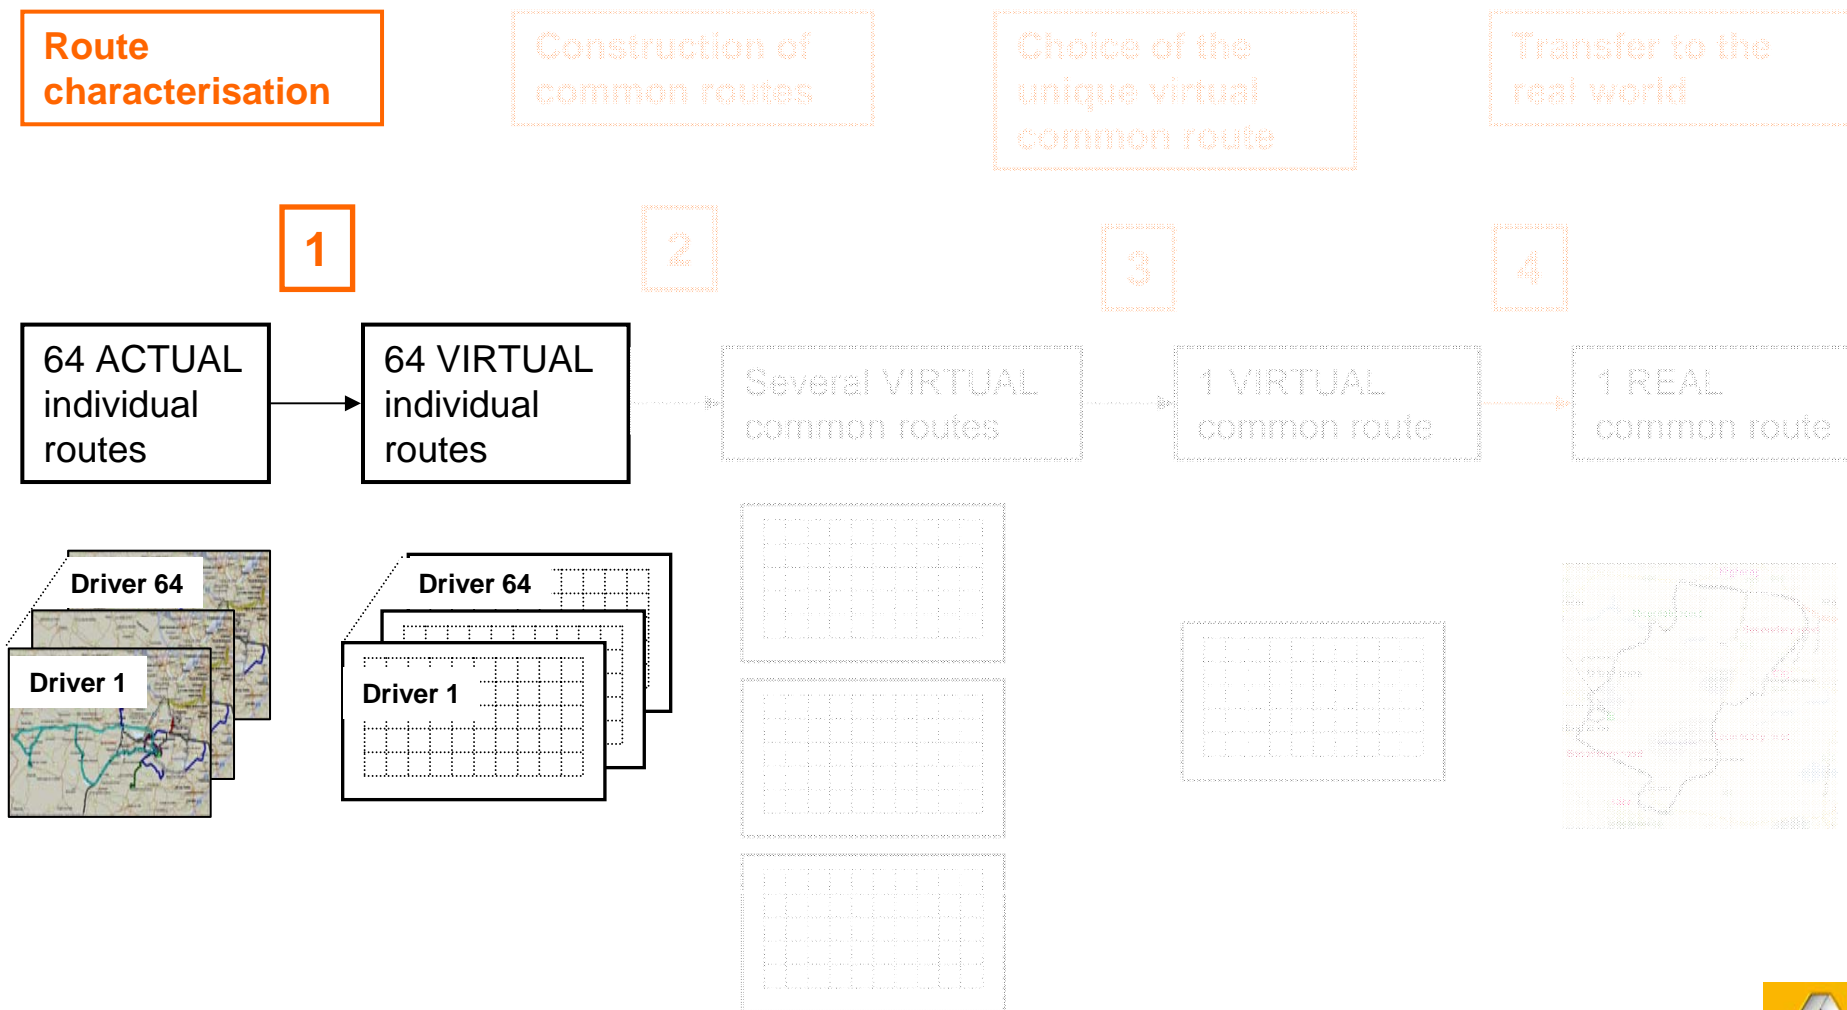 Route
characterisation
Construction of
common routes
Choice of the
unique virtual
common route
Transfer to the
real world
1
2
3
4
64 ACTUAL
individual
routes
64 VIRTUAL
individual
routes
Several VIRTUAL
common routes
1 VIRTUAL
common route
1 REAL
common route
Driver 64
Driver 1
Driver 64
Driver 1